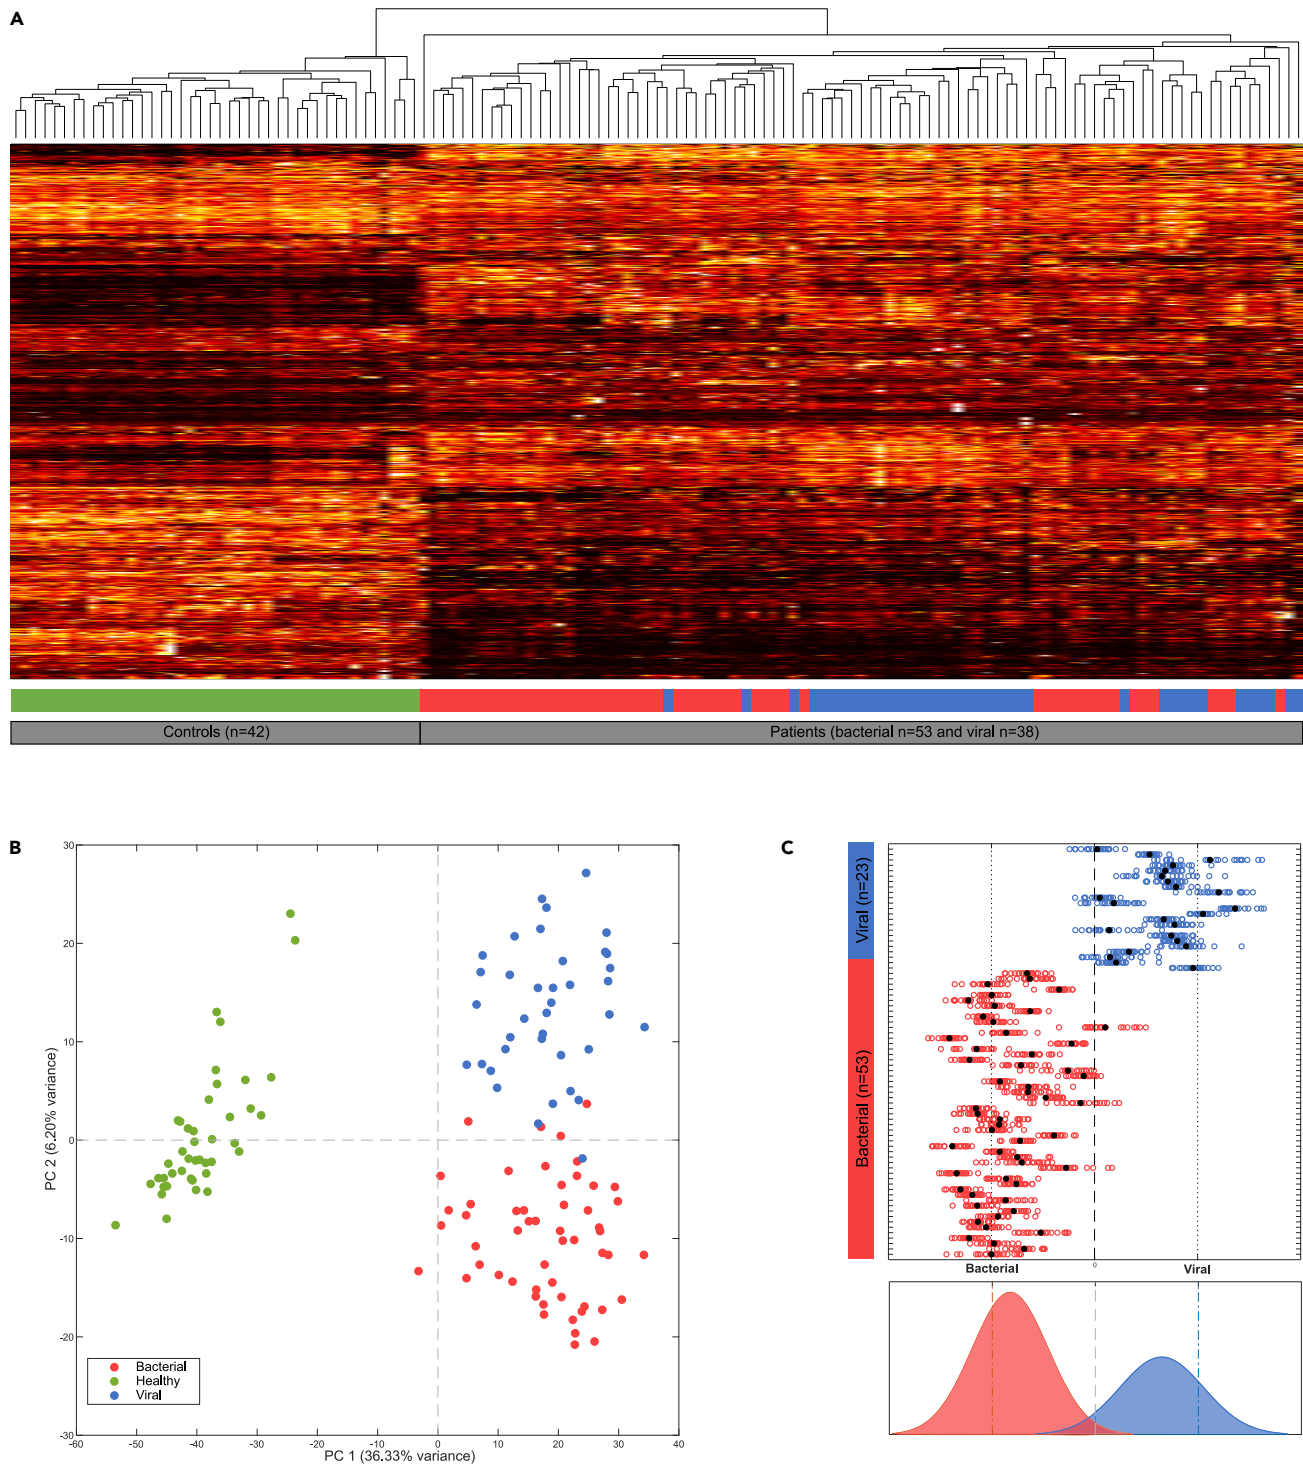 A
Controls (n=42)
Patients (bacterial n=53 and viral n=38)
B
30
20
10
0
-10
-20
-30
PC 2 (6.20% variance)
Bacterial
Healthy
Viral
-60
-50
-40
-30
-20
-10
0
10
20
30
40
PC 1 (36.33% variance)
C
Viral (n=23)
Bacterial (n=53)
Bacterial
0
Viral